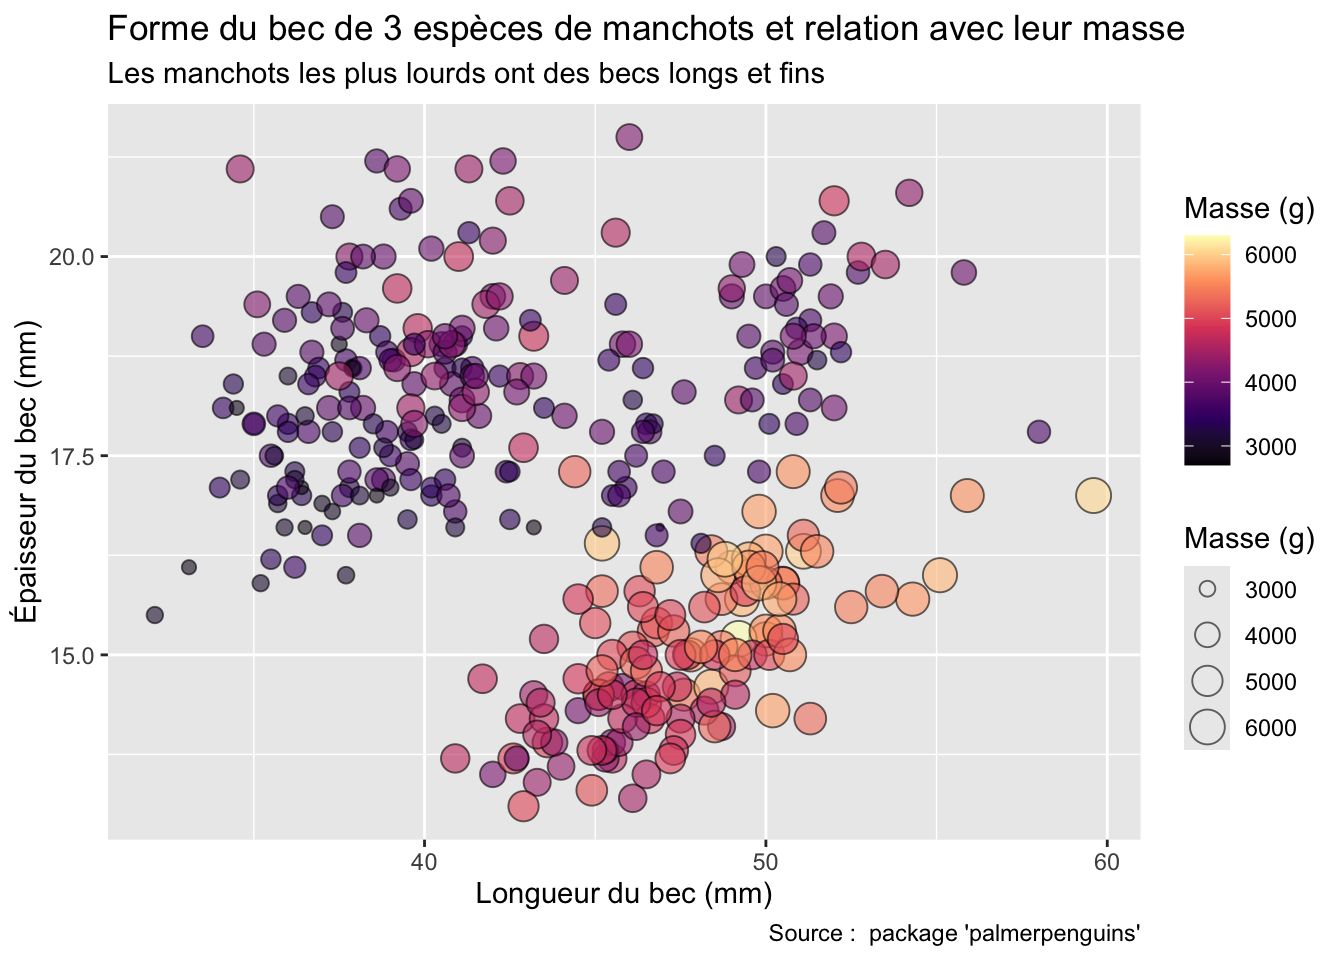 Forme du bec de 3 espèces de manchots et relation avec leur masse
Les manchots les plus lourds ont des becs longs et fins
Épaisseur du bec (mm)
20.0
17.5
15.0
40
50
60
Longueur du bec (mm)
Masse (g)
6000
5000
4000
3000
Masse (g)
3000
4000
5000
6000
Source :  package 'palmerpenguins'